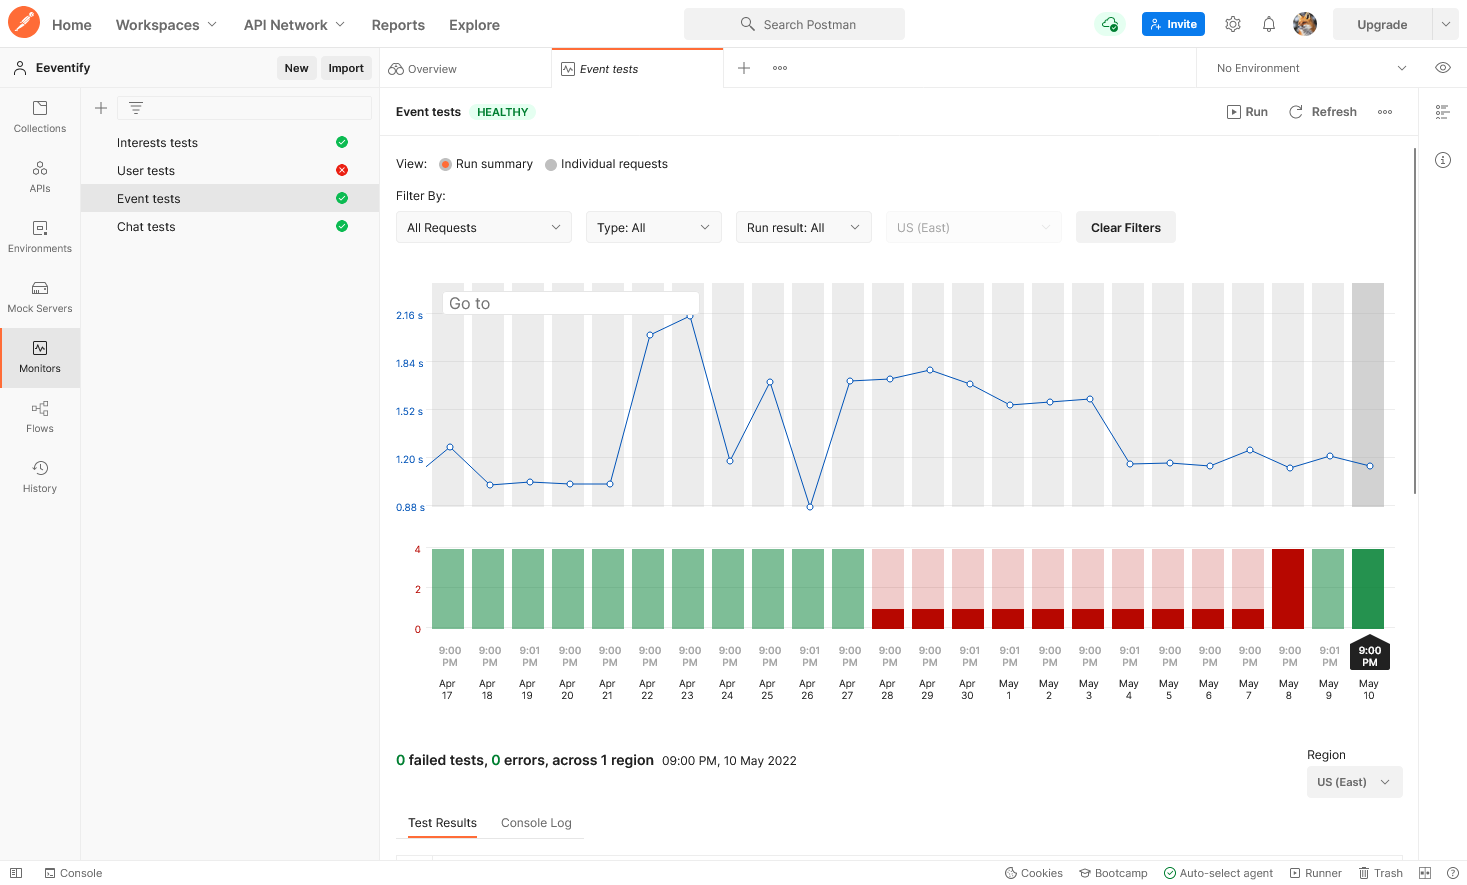 Home
Workspaces
API Network
Reports
Explore
Search Postman
Invite
Upgrade
Eeventify
New
Import
Overview
Event tests
No Environment
Collections
APIs
Environments
Mock Servers
Monitors
Flows
History
Interests tests
User tests
Event tests
Chat tests
Event tests
HEALTHY
Run
Refresh
View:
Run summary
Individual requests
Filter By:
All Requests
Type: All
Run result: All
US (East)
Clear Filters
Go to
2.16 s
1.84 s
1.52 s
1.20 s
0.88 s
4
2
0
9:00 PM
9:00 PM
9:01 PM
9:00 PM
9:00 PM
9:00 PM
9:00 PM
9:00 PM
9:00 PM
9:01 PM
9:00 PM
9:00 PM
9:00 PM
9:01 PM
9:01 PM
9:00 PM
9:00 PM
9:01 PM
9:00 PM
9:00 PM
9:00 PM
9:00 PM
9:01 PM
9:00 PM
Apr 17
Apr 18
Apr 19
Apr 20
Apr 21
Apr 22
Apr 23
Apr 24
Apr 25
Apr 26
Apr 27
Apr 28
Apr 29
Apr 30
May 1
May 2
May 3
May 4
May 5
May 6
May 7
May 8
May 9
May 10
0 failed tests, 0 errors, across 1 region 09:00 PM, 10 May 2022
Region
US (East)
Test Results
Console Log
Console
Cookies
Bootcamp
Auto-select agent
Runner
Trash